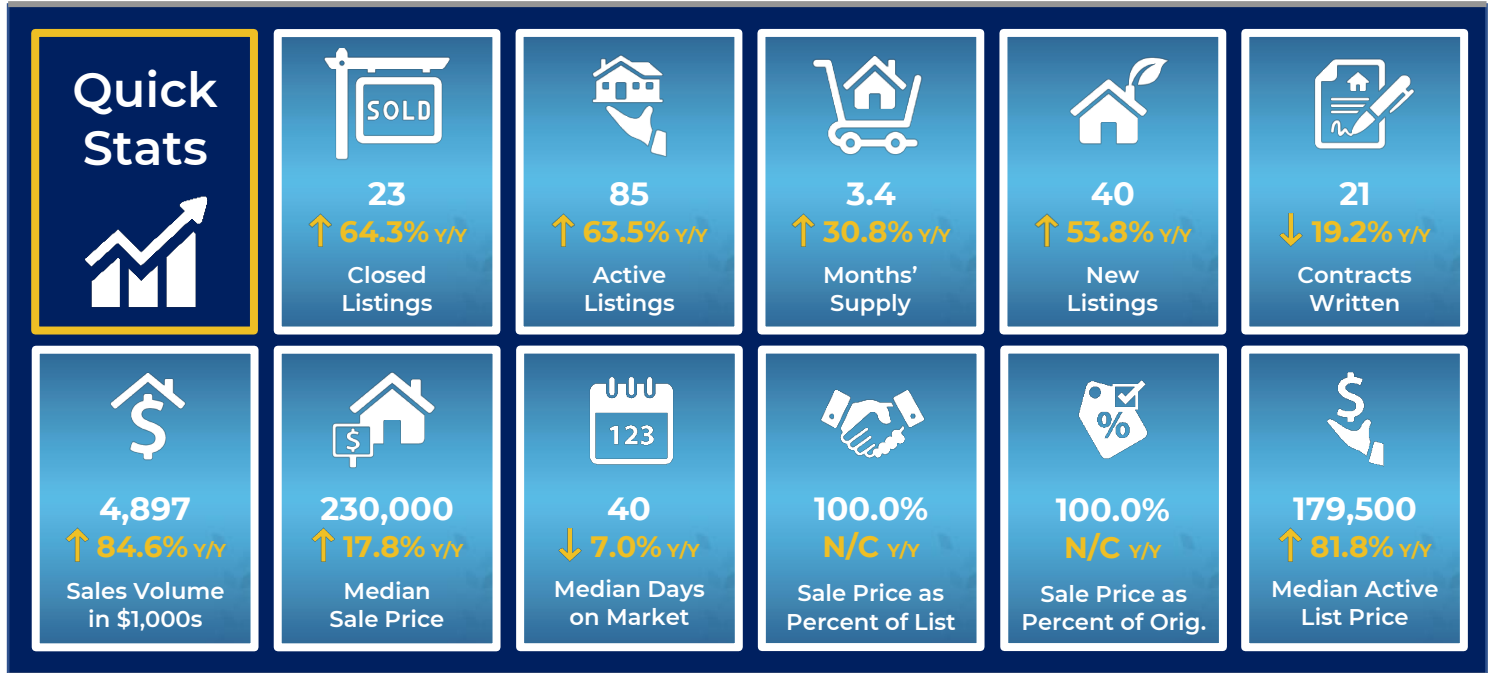 Quick
Stats
SOLD
23
↑ 64.3% Y/Y
Closed
Listings
85
↑ 63.5% Y/Y
Active
Listings
3.4
↑ 30.8% Y/Y
Months’
Supply
40
↑ 53.8% Y/Y
New
Listings
21
↓ 19.2% Y/Y
Contracts
Written
$
4,897
↑ 84.6% Y/Y
Sales Volume
in $1,000s
$
230,000
↑ 17.8% Y/Y
Median
Sale Price
123
40
↓ 7.0% Y/Y
Median Days
on Market
100.0%
N/C Y/Y
Sale Price as
Percent of List
%
100.0%
N/C Y/Y
Sale Price as
Percent of Orig.
$
179,500
↑ 81.8% Y/Y
Median Active
List Price